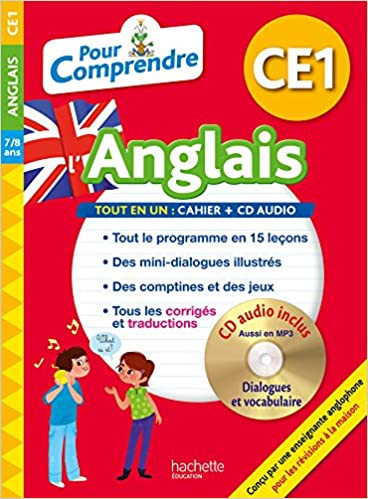 CE1
ANGLAIS
7/8
ans
Pour
Comprendre
CE1
l'Anglais
TOUT EN UN : CAHIER + CD AUDIO
• Tout le programme en 15 leçons
• Des mini-dialogues illustrés
• Des comptines et des jeux
• Tous les corrigés
et traductions
CD audio inclus
Aussi en MP3
Dialogues
et vocabulaire
Conçu par une enseignante anglophone
pour les révisions à la maison
hachette
ÉDUCATION